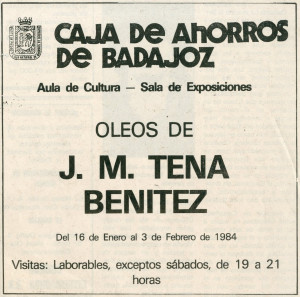 CAJA DE AhORROS
DE BADAJOZ
Aula de Cultura — Sala de Exposiciones
OLEOS DE
J. M. TENA
BENITEZ
Del 16 de Enero al 3 de Febrero de 1984
Visitas: Laborables, exceptos sábados, de 19 a 21
horas